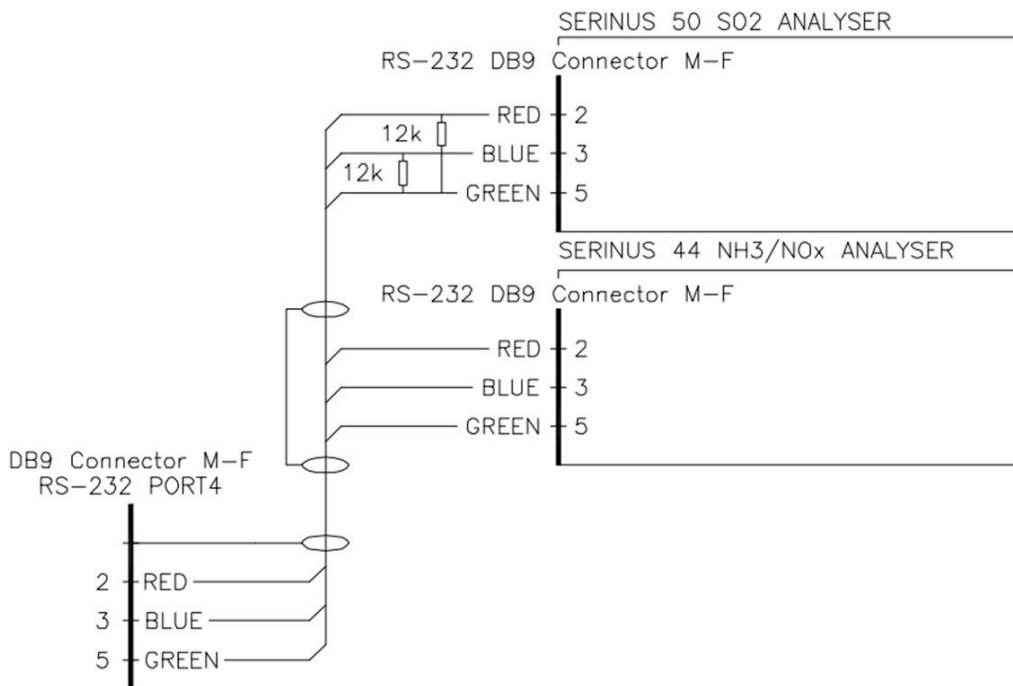 SERINUS 50 SO2 ANALYSER
RS-232 DB9 Connector M-F
RED 2
12k
BLUE 3
12k
GREEN 5
SERINUS 44 NH3/NOx ANALYSER
RS-232 DB9 Connector M-F
RED 2
BLUE 3
GREEN 5
DB9 Connector M-F
RS-232 PORT4
2 RED
3 BLUE
5 GREEN